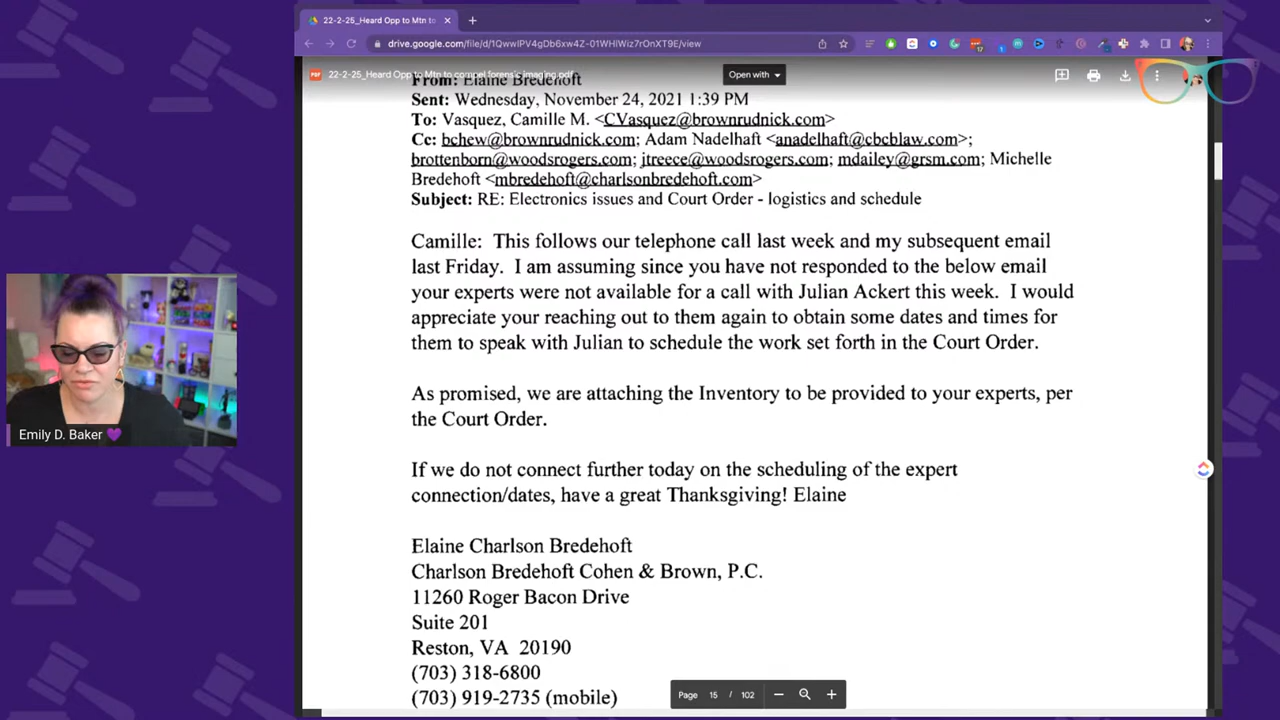 22-2-25_Heard Opp to Mtn to
drive.google.com/file/d/1QwwlPV4gDb6xw4Z-01WHiWiz7rOnXT9E/view
22-2-25_Heard Opp to Mtn to compel forensic imaging.pdf
Open with
From: Elaine Bredehoft
Sent: Wednesday, November 24, 2021 1:39 PM
To: Vasquez, Camille M. <CVasquez@brownrudnick.com>
Cc: bchew@brownrudnick.com; Adam Nadelhaft <anadelhaft@cbcblaw.com>;
brottenborn@woodsrogers.com; jtreece@woodsrogers.com; mdailey@grsm.com; Michelle
Bredehoft <mbredehoft@charlsonbredehoft.com>
Subject: RE: Electronics issues and Court Order - logistics and schedule
Camille: This follows our telephone call last week and my subsequent email
last Friday. I am assuming since you have not responded to the below email
your experts were not available for a call with Julian Ackert this week. I would
appreciate your reaching out to them again to obtain some dates and times for
them to speak with Julian to schedule the work set forth in the Court Order.
As promised, we are attaching the Inventory to be provided to your experts, per
the Court Order.
If we do not connect further today on the scheduling of the expert
connection/dates, have a great Thanksgiving! Elaine
Elaine Charlson Bredehoft
Charlson Bredehoft Cohen & Brown, P.C.
11260 Roger Bacon Drive
Suite 201
Reston, VA 20190
(703) 318-6800
(703) 919-2735 (mobile)
Page 15 / 102
Emily D. Baker 💜